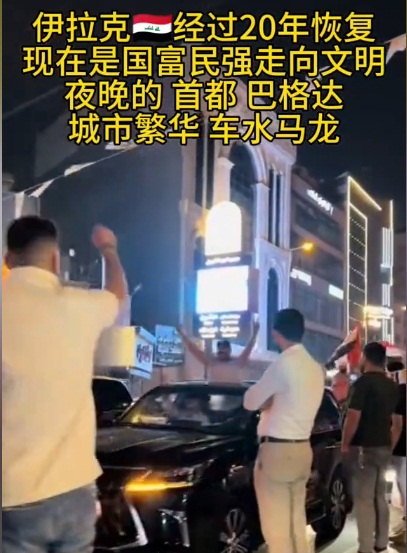 伊拉克🇮🇶经过20年恢复
现在是国富民强走向文明
夜晚的 首都 巴格达
城市繁华 车水马龙